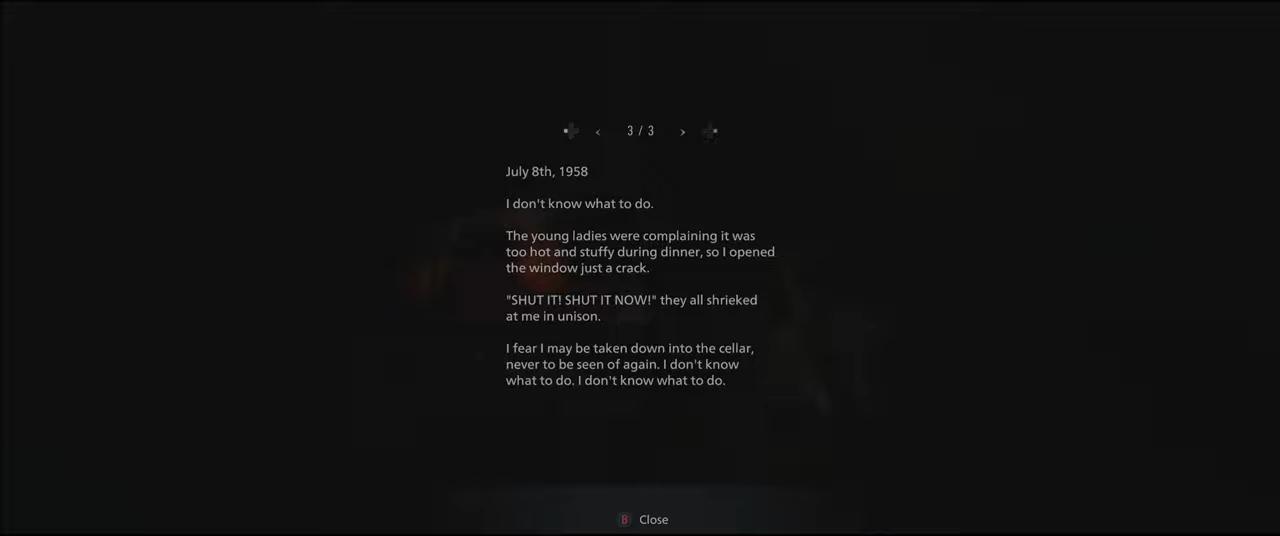 3 / 3
July 8th, 1958
I don't know what to do.
The young ladies were complaining it was
too hot and stuffy during dinner, so I opened
the window just a crack.
"SHUT IT! SHUT IT NOW!" they all shrieked
at me in unison.
I fear I may be taken down into the cellar,
never to be seen of again. I don't know
what to do. I don't know what to do.
B Close